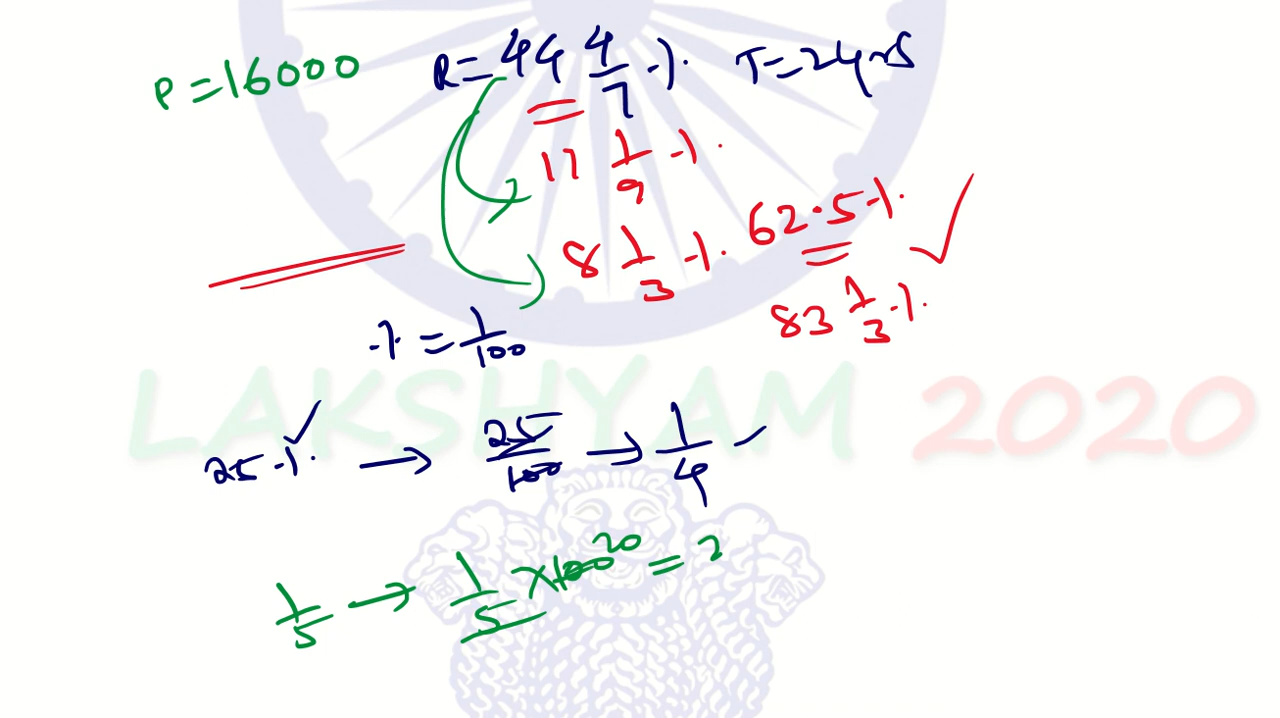 P = 16000 R = 44 4/7 % T = 2 yrs
11 1/9 %
62.5 %
8 1/3 %
83 1/3 %
% = 1/100
LAKSHYAM 2020
25 % → 25/100 → 1/4
1/5 → 1/5 × 100 20 = 2